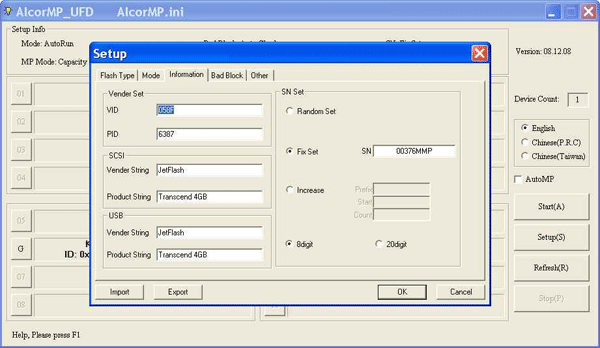 AlcorMP_UFD AlcorMP.ini
Setup Info
Mode: AutoRun
MP Mode: Capacity
Version: 08.12.08
Device Count: 1
English
Chinese(P.R.C)
Chinese(Taiwan)
AutoMP
Start(A)
Setup(S)
Refresh(R)
Stop(P)
01
02
03
04
05
G
07
08
ID: 0x
Setup
Flash Type Mode Information Bad Block Other
Vender Set
VID 058F
PID 6387
SCSI
Vender String JetFlash
Product String Transcend 4GB
USB
Vender String JetFlash
Product String Transcend 4GB
SN Set
Random Set
Fix Set SN 00376MMP
Increase Prefix
Start
Count
8digit 20digit
Import Export OK Cancel
Help, Please press F1